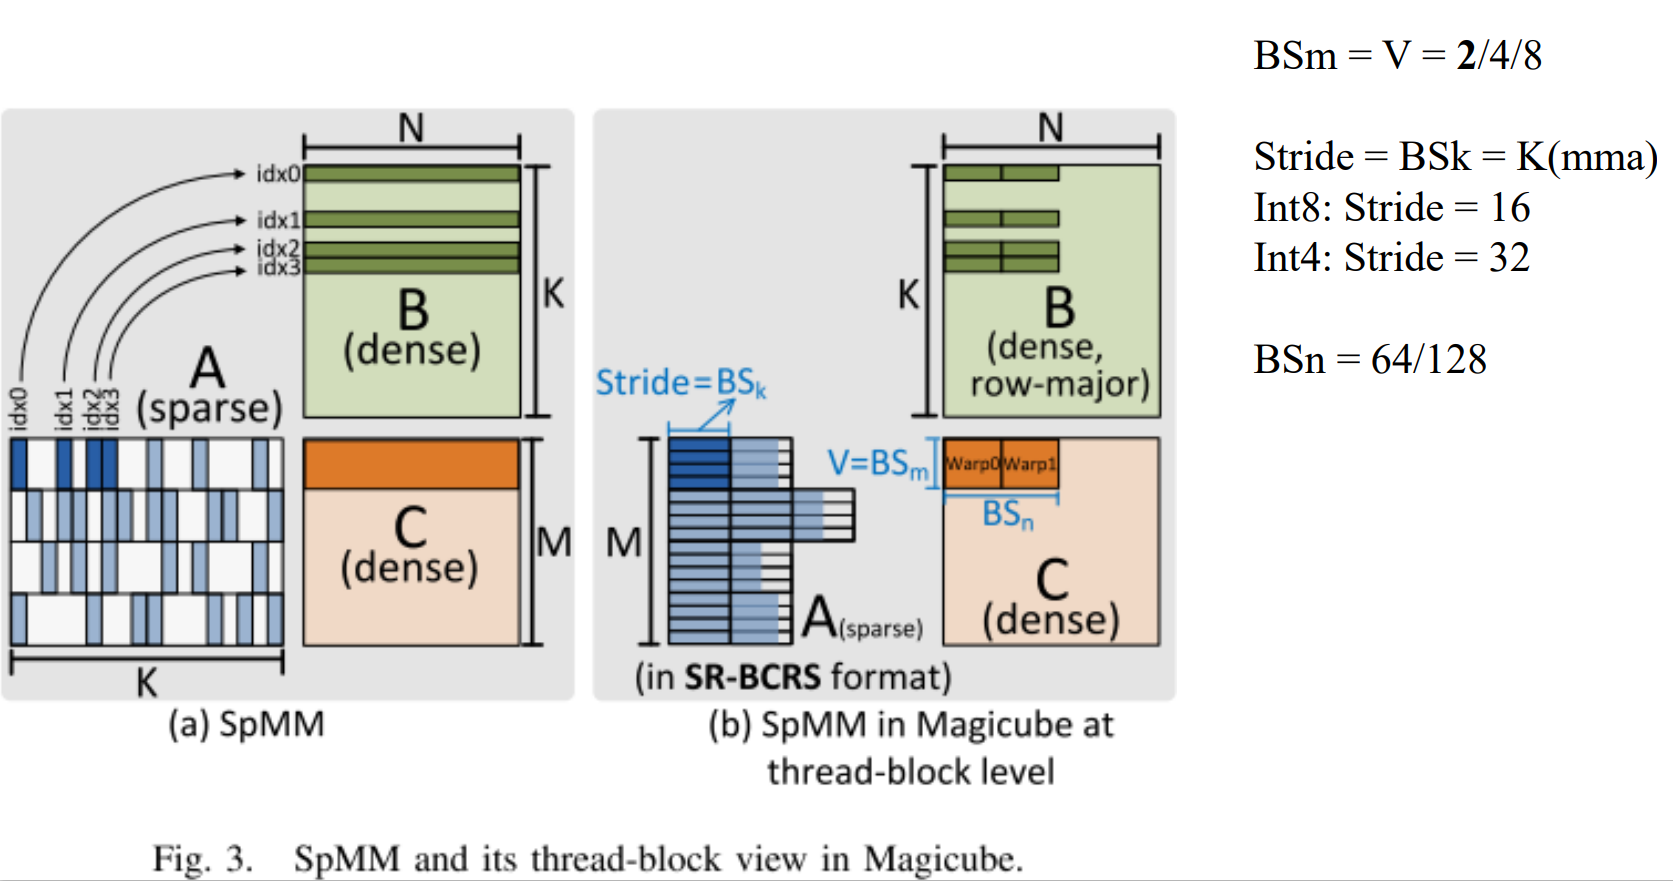 BSm = V = 2/4/8
Stride = BSk = K(mma)
Int8: Stride = 16
Int4: Stride = 32
BSn = 64/128
N
idx0
idx1
idx2
idx3
B
(dense)
K
A
(sparse)
idx0
idx1
idx2
idx3
C
(dense)
M
K
(a) SpMM
N
K
B
(dense,
row-major)
Stride=BSk
V=BSm
Warp0 Warp1
BSn
M
A(sparse)
C
(dense)
(in SR-BCRS format)
(b) SpMM in Magicube at
thread-block level
Fig. 3. SpMM and its thread-block view in Magicube.